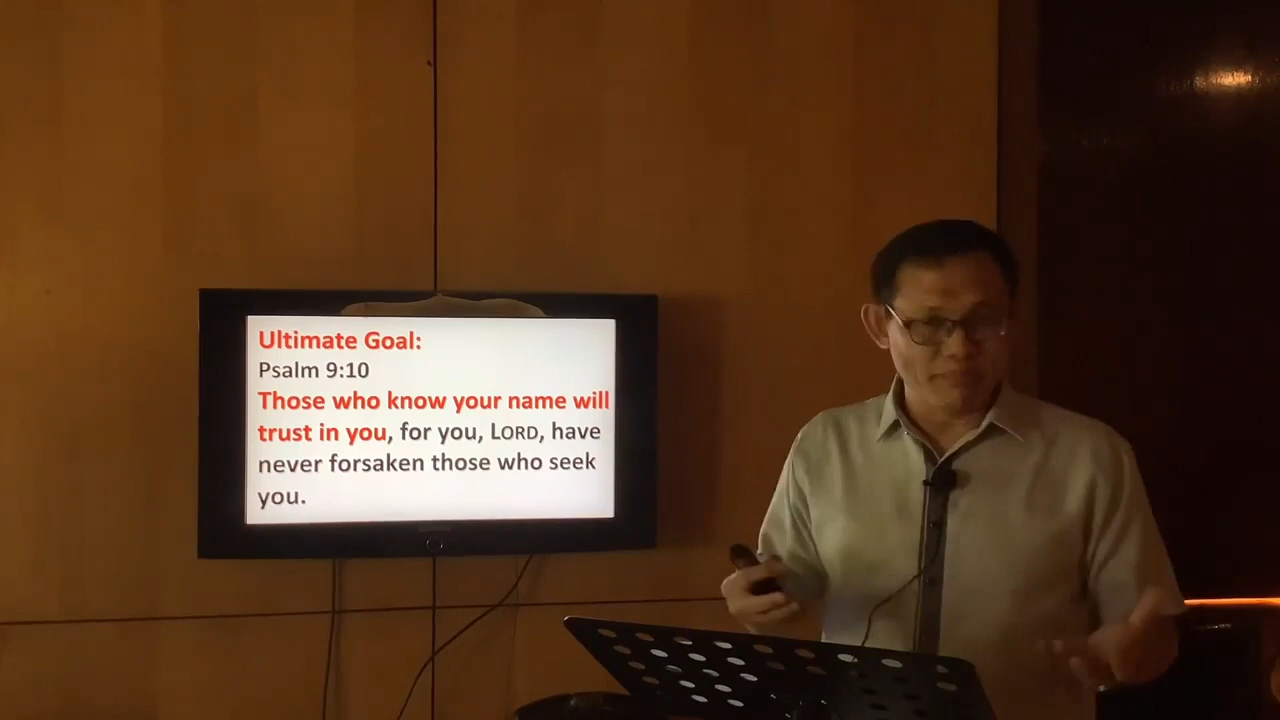 Ultimate Goal:
Psalm 9:10
Those who know your name will
trust in you, for you, LORD, have
never forsaken those who seek
you.